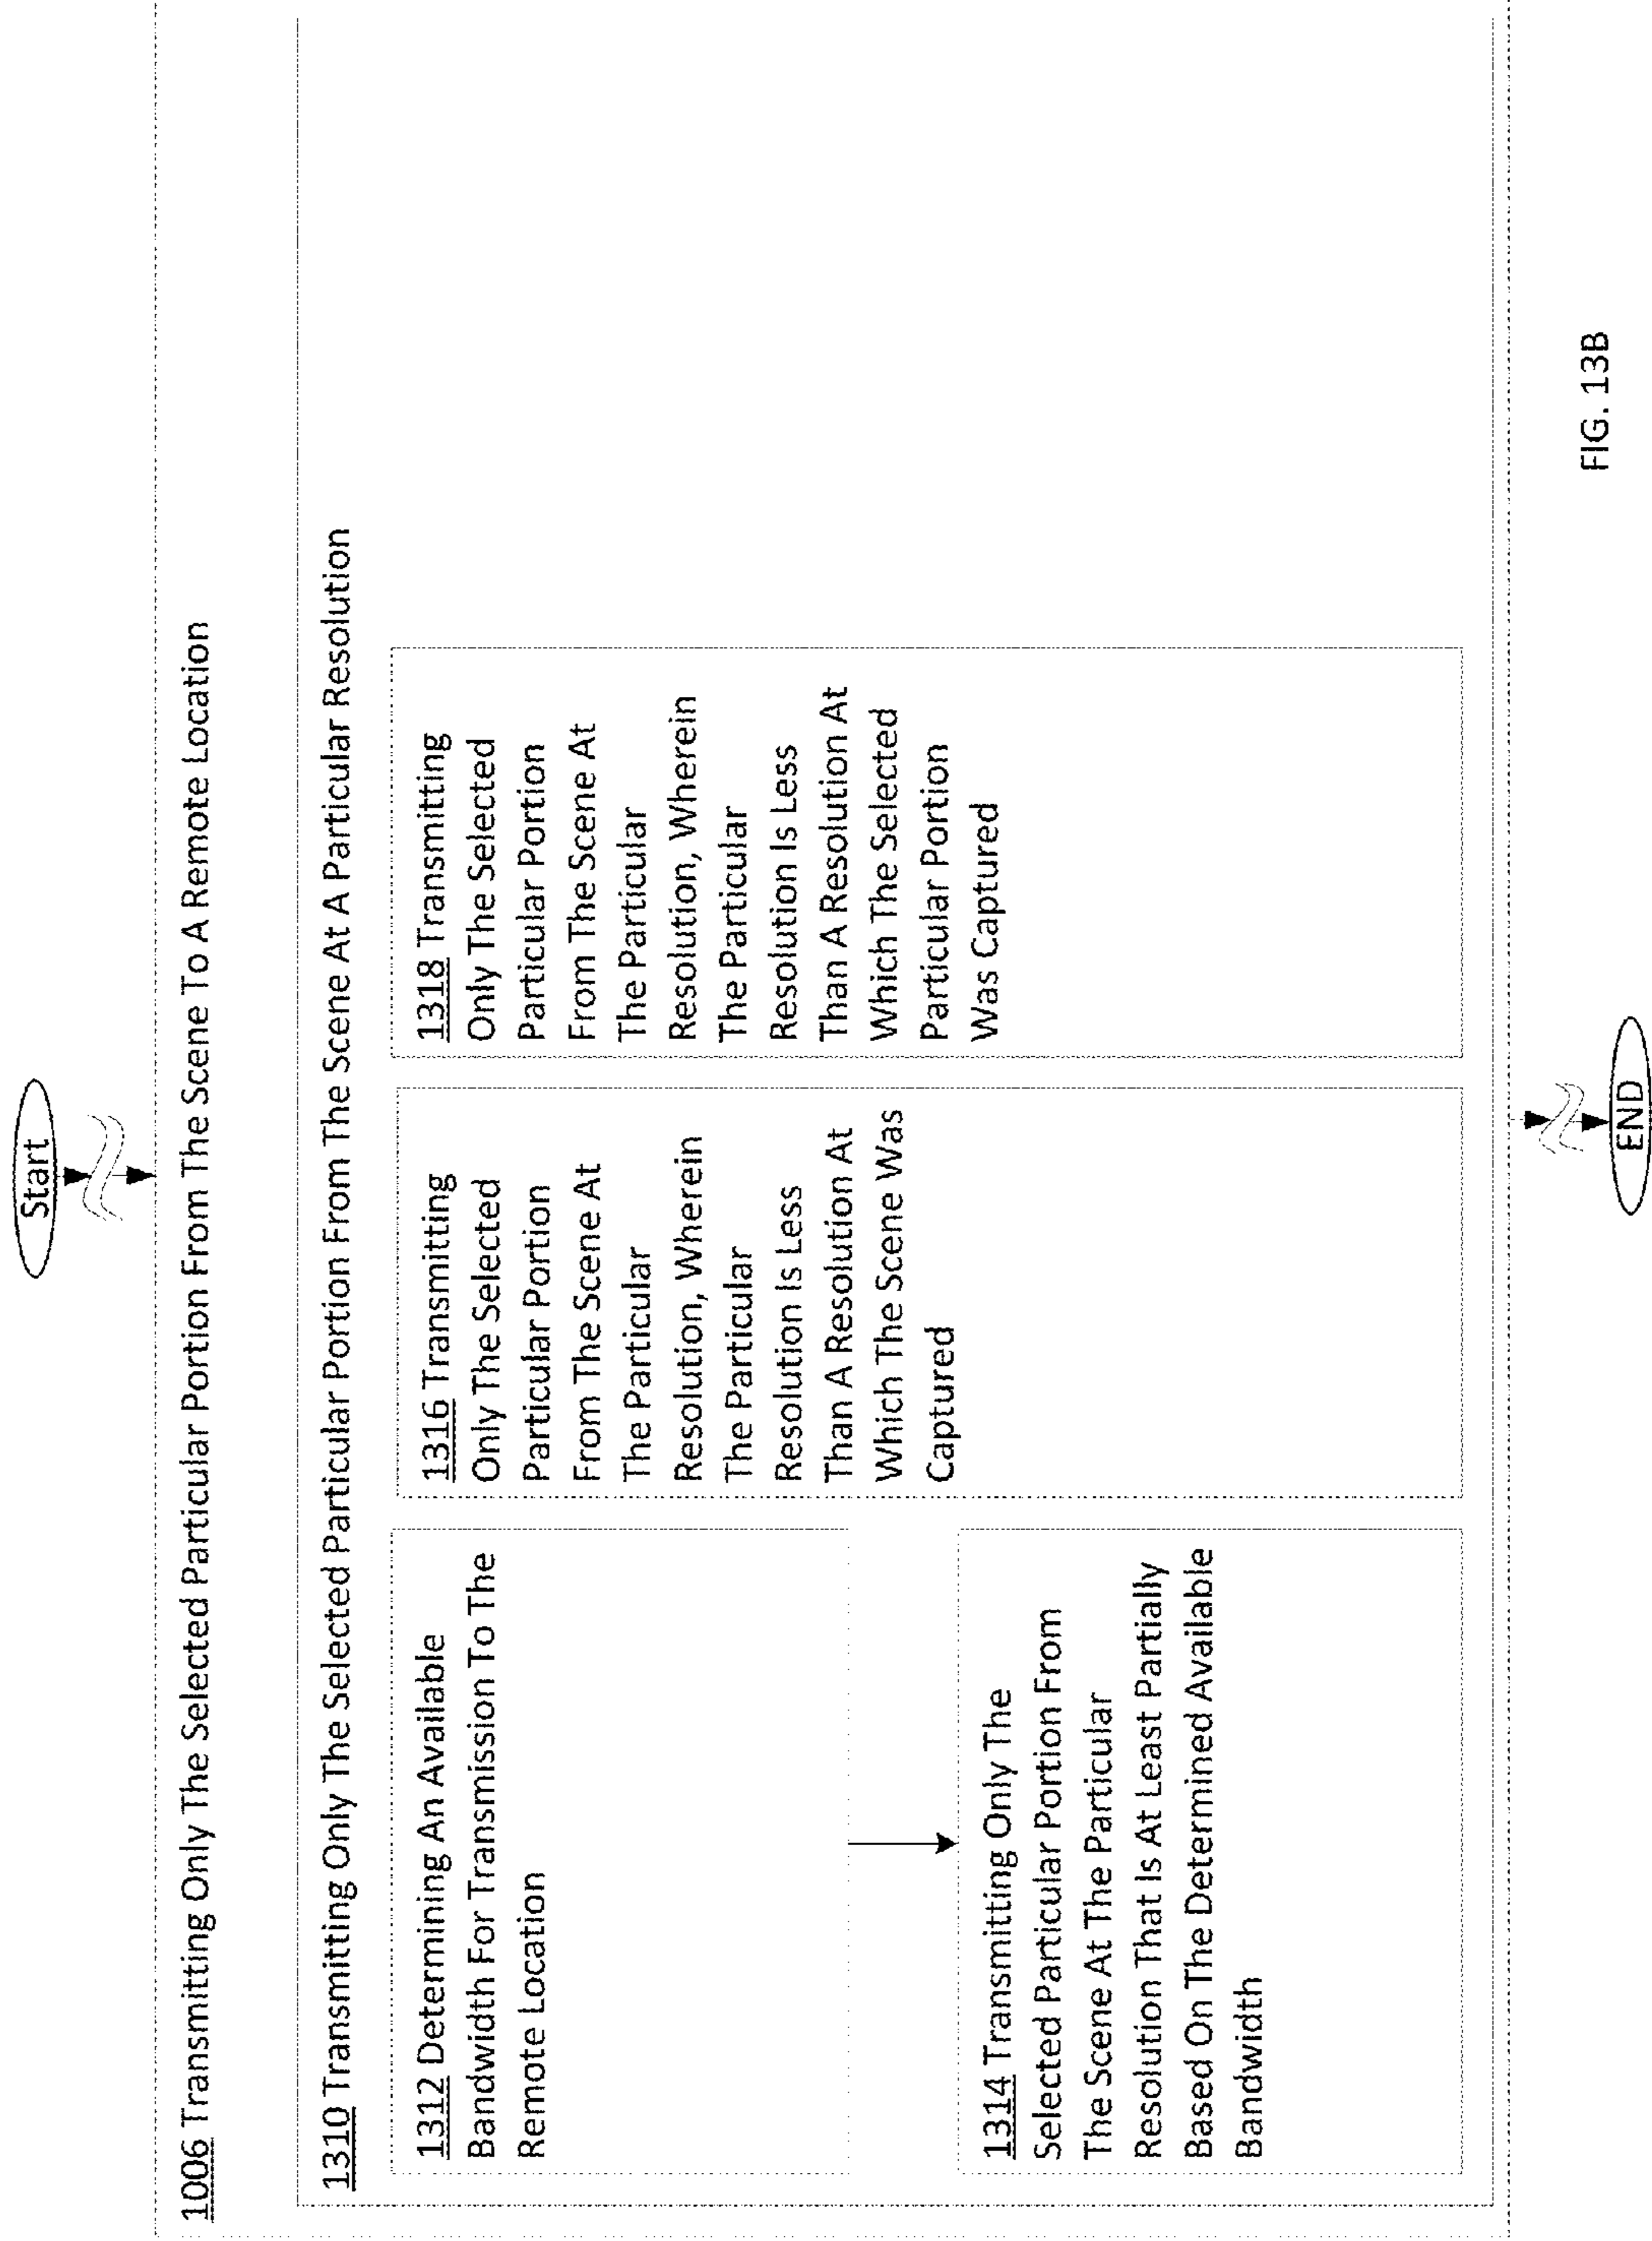 Start
1006 Transmitting Only The Selected Particular Portion From The Scene To A Remote Location
1310 Transmitting Only The Selected Particular Portion From The Scene At A Particular Resolution
1312 Determining An Available
Bandwidth For Transmission To The
Remote Location
1314 Transmitting Only The
Selected Particular Portion From
The Scene At The Particular
Resolution That Is At Least Partially
Based On The Determined Available
Bandwidth
1316 Transmitting
Only The Selected
Particular Portion
From The Scene At
The Particular
Resolution, Wherein
The Particular
Resolution Is Less
Than A Resolution At
Which The Scene Was
Captured
1318 Transmitting
Only The Selected
Particular Portion
From The Scene At
The Particular
Resolution, Wherein
The Particular
Resolution Is Less
Than A Resolution At
Which The Selected
Particular Portion
Was Captured
END
FIG. 13B